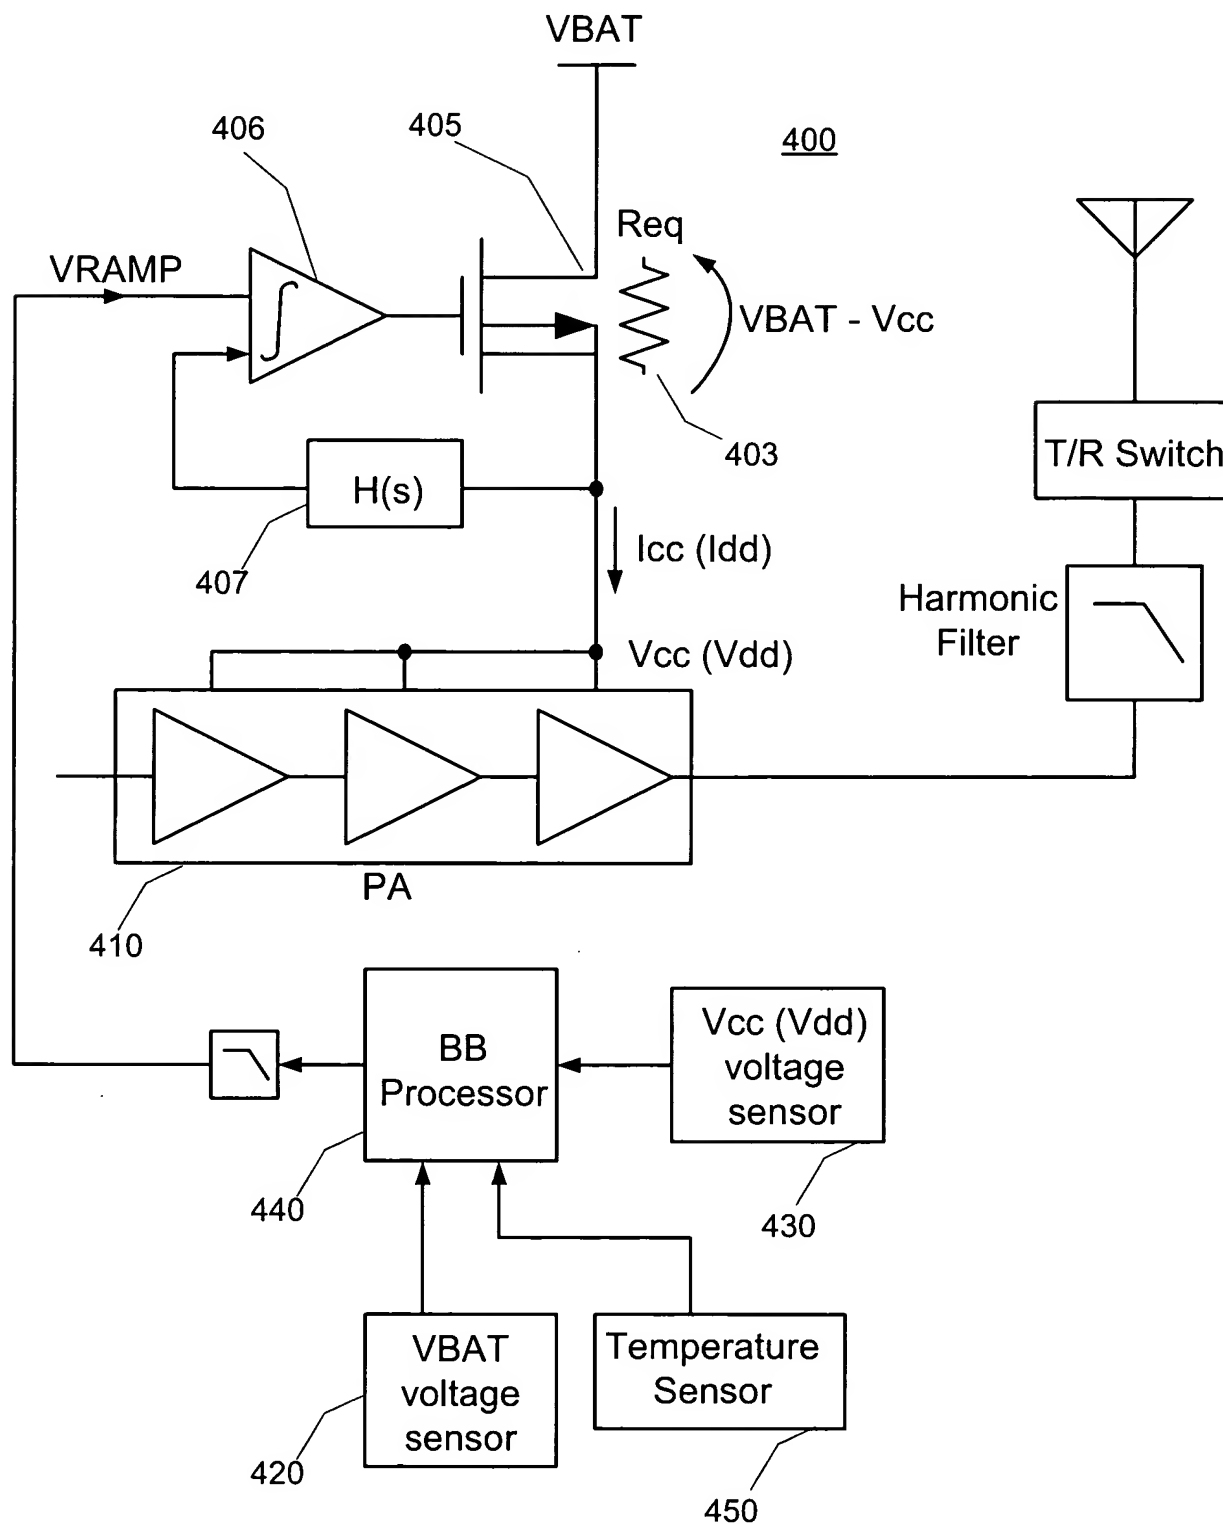 VBAT
406
405
400
Req
VRAMP
∫
VBAT - Vcc
403
T/R Switch
H(s)
Icc (Idd)
407
Harmonic
Filter
Vcc (Vdd)
PA
410
BB
Processor
Vcc (Vdd)
voltage
sensor
440
430
VBAT
voltage
sensor
Temperature
Sensor
420
450